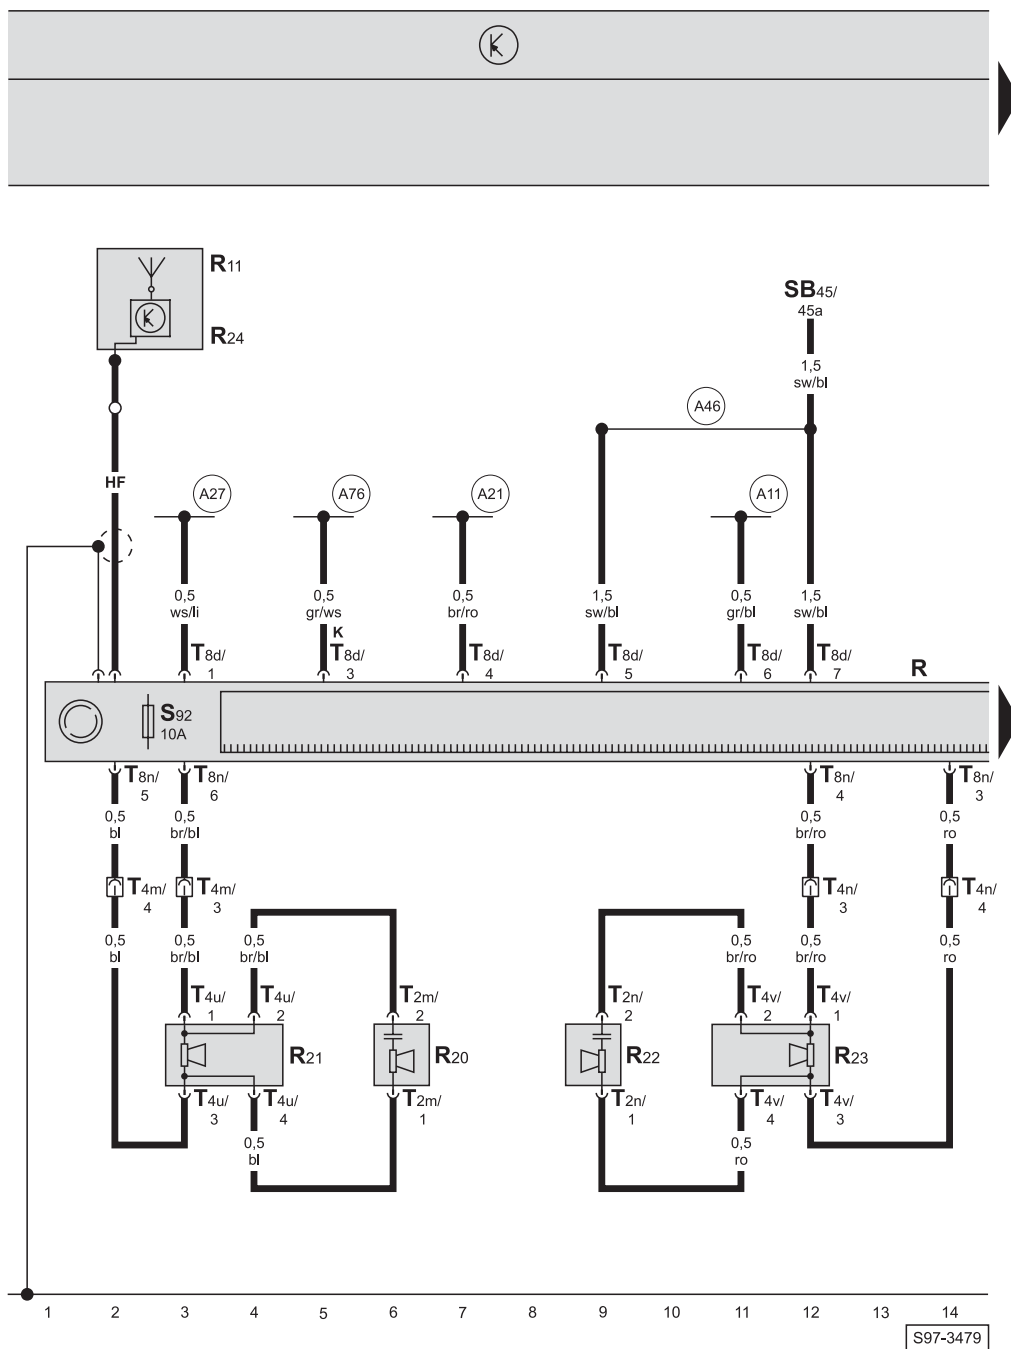 R11
R24
SB45/
45a
1,5
sw/bl
A46
HF
A27
A76
A21
A11
0,5
ws/li
0,5
gr/ws
K
0,5
br/ro
1,5
sw/bl
0,5
gr/bl
1,5
sw/bl
T8d/
1
T8d/
3
T8d/
4
T8d/
5
T8d/
6
T8d/
7
R
S92
10A
T8n/
5
T8n/
6
T8n/
4
T8n/
3
0,5
bl
0,5
br/bl
0,5
br/ro
0,5
ro
T4m/
4
T4m/
3
T4n/
3
T4n/
4
0,5
bl
0,5
br/bl
0,5
br/bl
0,5
br/ro
0,5
br/ro
0,5
ro
T4u/
1
T4u/
2
T2m/
2
T2n/
2
T4v/
2
T4v/
1
R21
R20
R22
R23
T4u/
3
T4u/
4
T2m/
1
T2n/
1
T4v/
4
T4v/
3
0,5
bl
0,5
ro
1 2 3 4 5 6 7 8 9 10 11 12 13 14
S97-3479